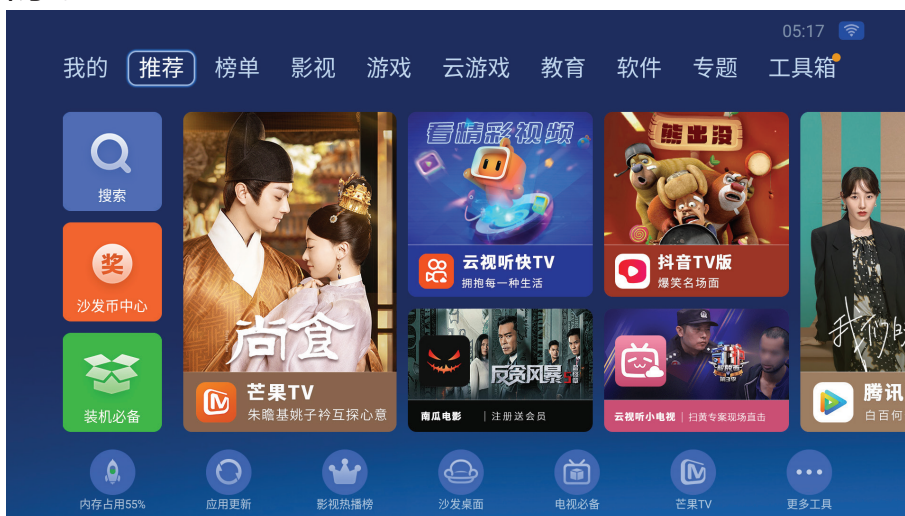 05:17
我的 推荐 榜单 影视 游戏 云游戏 教育 软件 专题 工具箱
搜索
奖
沙发币中心
装机必备
尚食
芒果TV
朱瞻基姚子衿互探心意
看精彩视频
云视听快TV
拥抱每一种生活
熊出没
抖音TV版
爆笑名场面
反贪风暴5
南瓜电影 | 注册送会员
云视听小电视 | 扫黄专案现场直击
我们的
腾讯
白百何
内存占用55%
应用更新
影视热播榜
沙发桌面
电视必备
芒果TV
更多工具